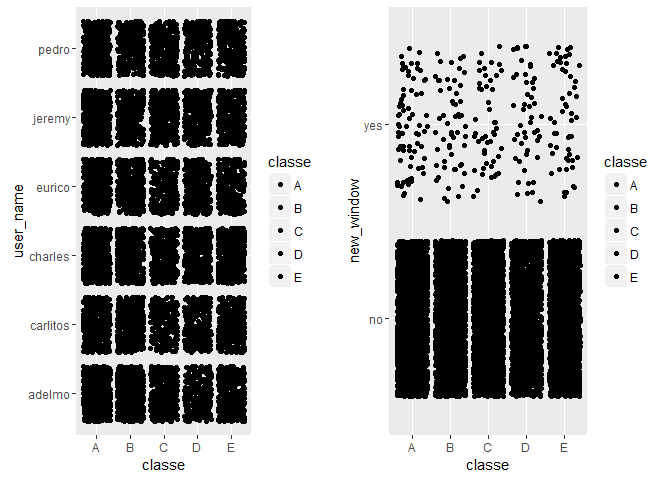 user_name
pedro
jeremy
eurico
charles
carlitos
adelmo
A B C D E
classe
classe
A
B
C
D
E
new_window
yes
no
A B C D E
classe
classe
A
B
C
D
E